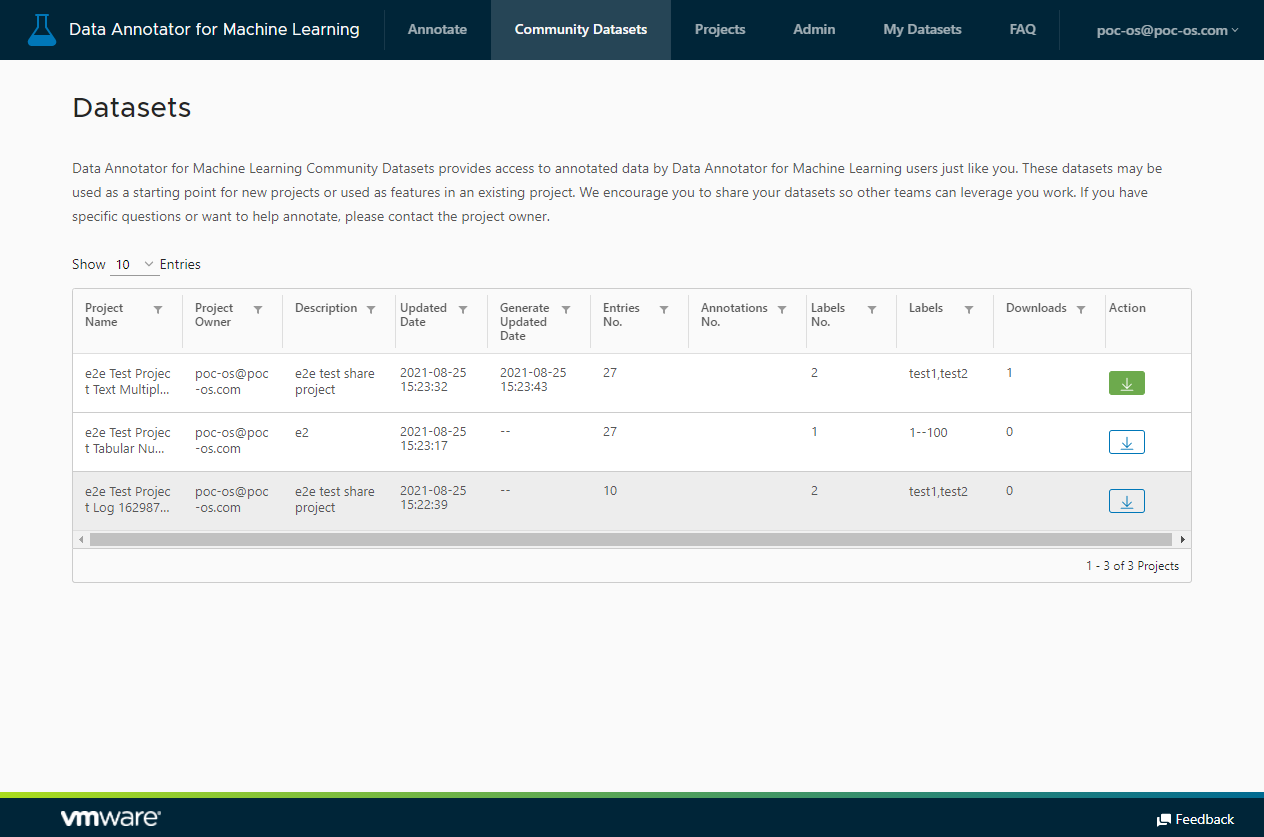 Data Annotator for Machine Learning
Annotate
Community Datasets
Projects
Admin
My Datasets
FAQ
poc-os@poc-os.com
Datasets
Data Annotator for Machine Learning Community Datasets provides access to annotated data by Data Annotator for Machine Learning users just like you. These datasets may be
used as a starting point for new projects or used as features in an existing project. We encourage you to share your datasets so other teams can leverage you work. If you have
specific questions or want to help annotate, please contact the project owner.
Show 10 Entries
Project
Name
Project
Owner
Description
Updated
Date
Generate
Updated
Date
Entries
No.
Annotations
No.
Labels
No.
Labels
Downloads
Action
e2e Test Projec
t Text Multipl...
poc-os@poc
-os.com
e2e test share
project
2021-08-25
15:23:32
2021-08-25
15:23:43
27
2
test1,test2
1
e2e Test Projec
t Tabular Nu...
poc-os@poc
-os.com
e2
2021-08-25
15:23:17
--
27
1
1--100
0
e2e Test Projec
t Log 162987...
poc-os@poc
-os.com
e2e test share
project
2021-08-25
15:22:39
--
10
2
test1,test2
0
1 - 3 of 3 Projects
vmware
Feedback